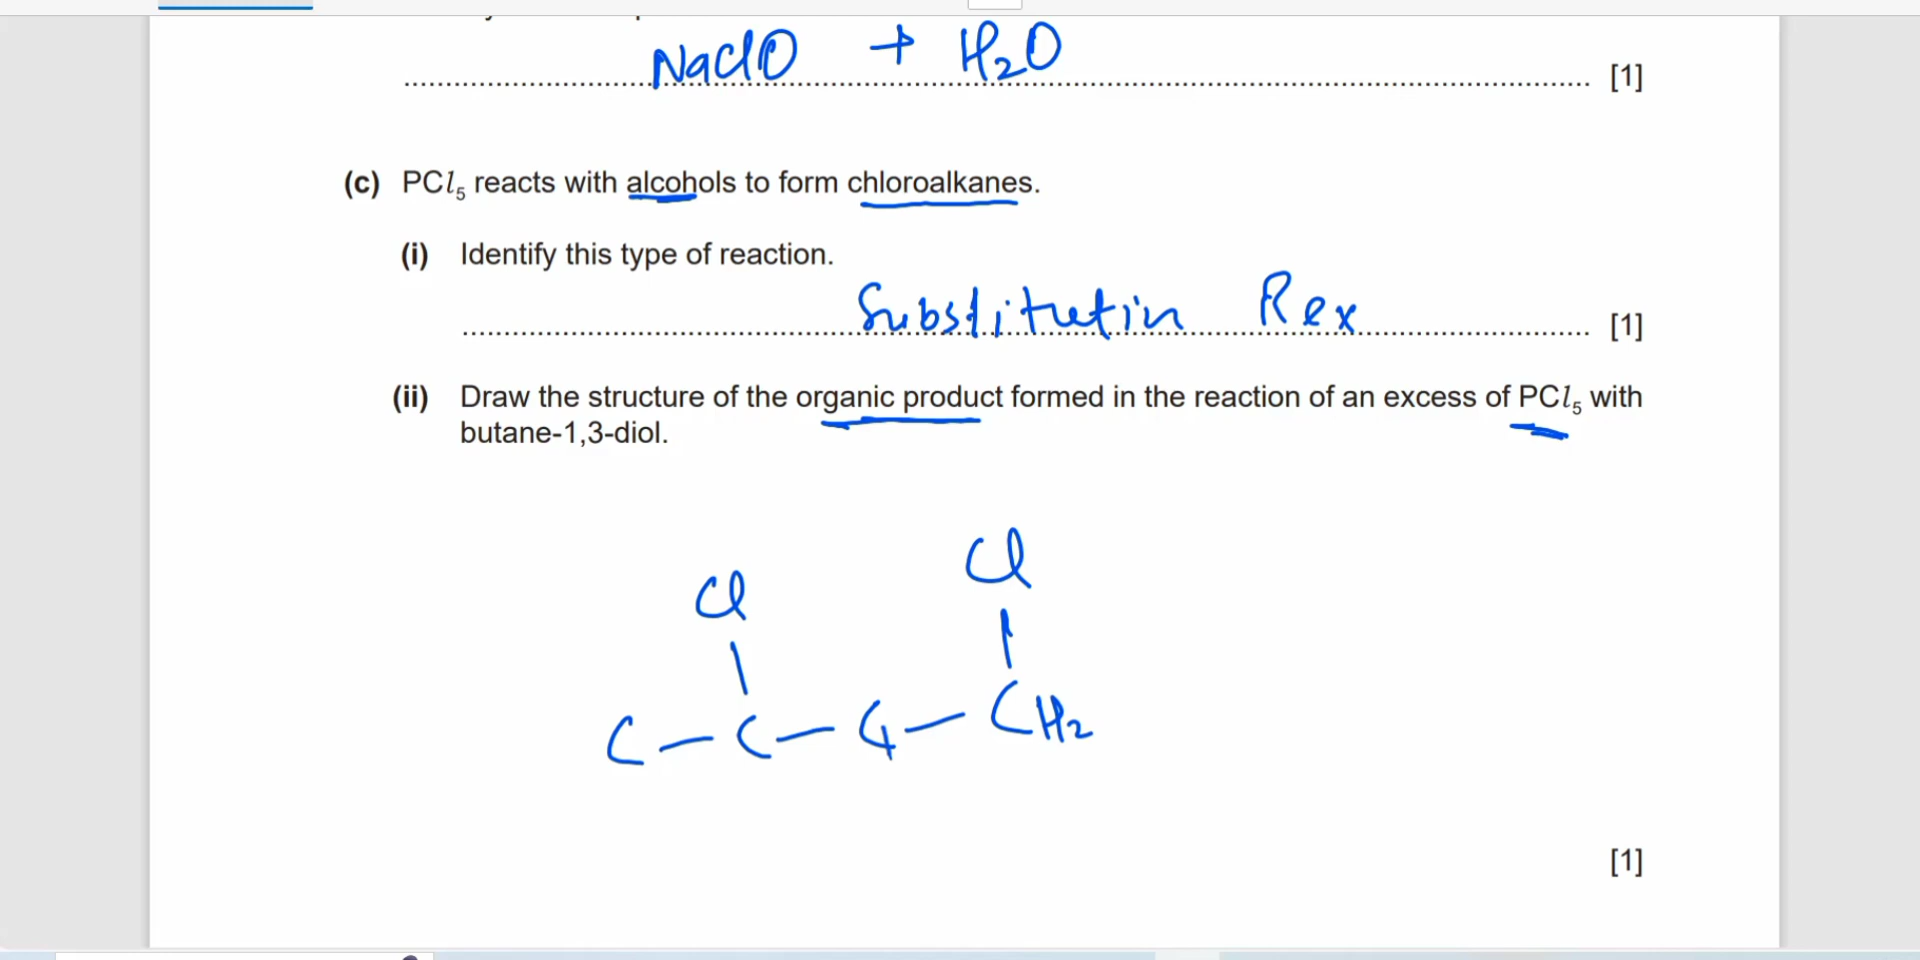 NaClO + H₂O
[1]
(c) PCl₅ reacts with alcohols to form chloroalkanes.
(i) Identify this type of reaction.
Substitutin Rex
[1]
(ii) Draw the structure of the organic product formed in the reaction of an excess of PCl₅ with
butane-1,3-diol.
Cl Cl
C — C — C — CH₂
[1]